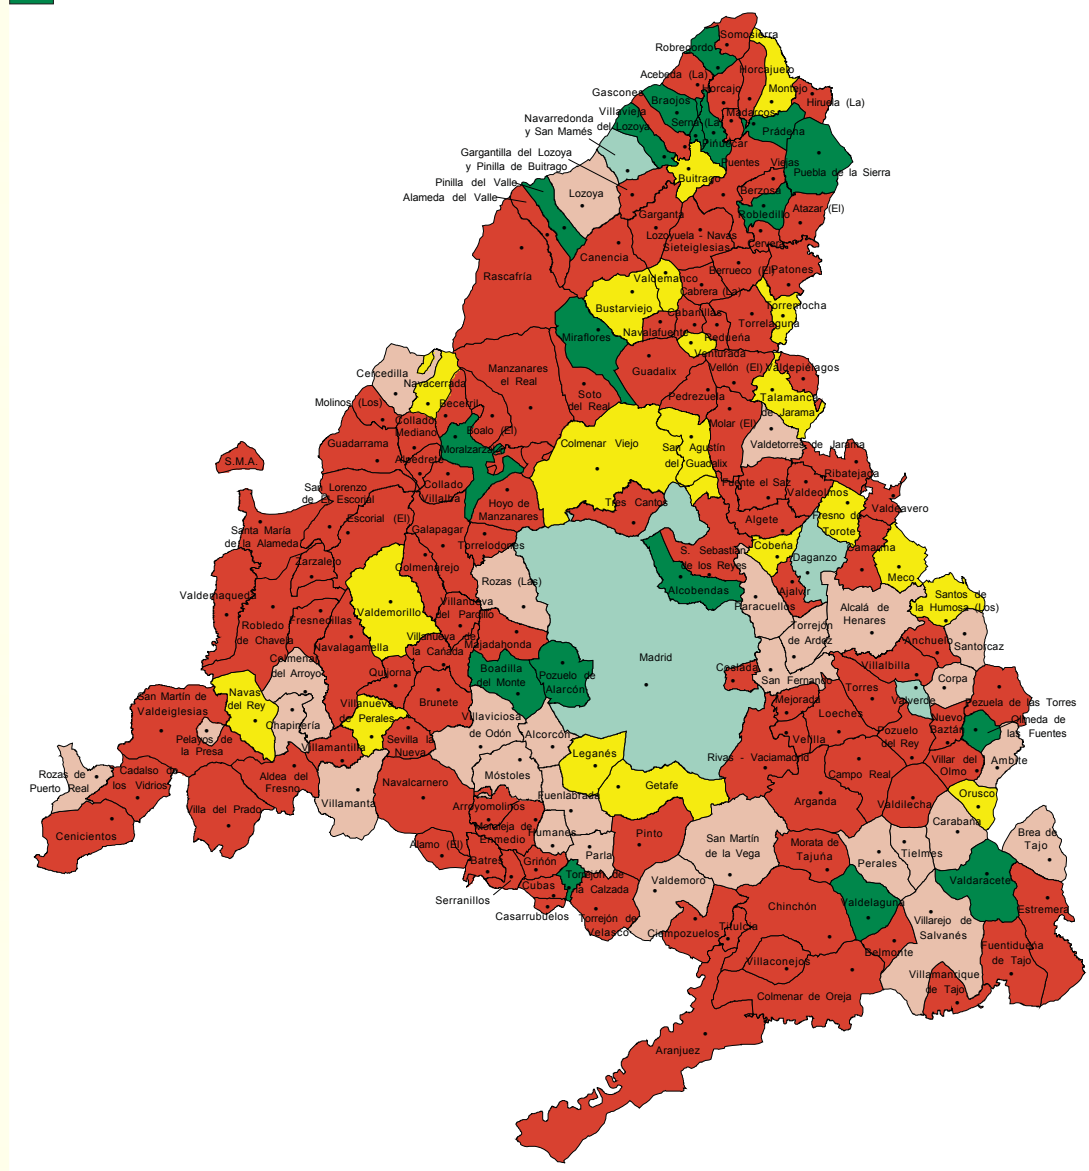 Somosierra
Robregordo
Horcajuelo
Acebeda (La)
Horcajo
Montejo
Hiruela (La)
Gascones
Braojos
Madarcos
Villavieja
del Lozoya
Serna (La)
Prádena
Navarredonda
y San Mamés
Piñuécar
Gargantilla del Lozoya
y Pinilla de Buitrago
Puentes Viejas
Puebla de la Sierra
Buitrago
Pinilla del Valle
Alameda del Valle
Lozoya
Berzosa
Robledillo
Atazar (El)
Garganta
Lozoyuela - Navas
Sieteiglesias
Cervera
Canencia
Rascafría
Berrueco (El)
Patones
Valdemanco
Cabrera (La)
Bustarviejo
Torremocha
Cabanillas
Torrelaguna
Navalafuente
Redueña
Miraflores
Venturada
Guadalix
Vellón (El)
Valdepiélagos
Cercedilla
Manzanares
el Real
Navacerrada
Soto
del Real
Pedrezuela
Talamanca
de Jarama
Molinos (Los)
Becerril
Collado
Mediano
Boalo (El)
Molar (El)
Colmenar Viejo
San
Agustín
del Guadalix
Valdetorres de Jarama
Guadarrama
Moralzarzal
Alpedrete
S.M.A.
Ribatejada
Collado
Villalba
San Lorenzo
de El Escorial
Fuente el Saz
Valdeolmos
Hoyo de
Manzanares
Tres Cantos
Valdeavero
Fresno de
Torote
Escorial (El)
Santa María
de la Alameda
Galapagar
Algete
Torrelodones
Cobeña
S. Sebastián
de los Reyes
Daganzo
Camarma
Zarzalejo
Colmenarejo
Meco
Rozas (Las)
Alcobendas
Ajalvir
Valdemaqueda
Valdemorillo
Villanueva
del Pardillo
Paracuellos
Alcalá de
Henares
Santos de
la Humosa (Los)
Fresnedillas
Robledo
de Chavela
Torrejón
de Ardoz
Villanueva de
la Cañada
Navalagamella
Majadahonda
Anchuelo
Santorcaz
Madrid
Colmenar
del Arroyo
Boadilla
del Monte
Pozuelo de
Alarcón
Coslada
Villalbilla
Quijorna
San Fernando
Corpa
San Martín de
Valdeiglesias
Navas
del Rey
Villanueva
de Perales
Brunete
Mejorada
Torres
Valverde
Pezuela de las Torres
Villaviciosa
de Odón
Loeches
Nuevo
Baztán
Olmeda de
las Fuentes
Chapinería
Sevilla la
Nueva
Alcorcón
Velilla
Pozuelo
del Rey
Pelayos de
la Presa
Villamantilla
Leganés
Rivas - Vaciamadrid
Villar del
Olmo
Ambite
Rozas de
Puerto Real
Cadalso de
los Vidrios
Aldea del
Fresno
Móstoles
Campo Real
Navalcarnero
Getafe
Villamanta
Fuenlabrada
Orusco
Arganda
Valdilecha
Villa del Prado
Arroyomolinos
Carabaña
Cenicientos
Moraleja de
Enmedio
Humanes
Pinto
San Martín
de la Vega
Morata de
Tajuña
Brea de
Tajo
Alamo (El)
Parla
Perales
Tielmes
Batres
Griñón
Torrejón de
la Calzada
Valdemoro
Valdaracete
Cubas
Serranillos
Valdelaguna
Chinchón
Estremera
Casarrubuelos
Torrejón de
Velasco
Villarejo de
Salvanés
Ciempozuelos
Titulcia
Belmonte
Fuentidueña
de Tajo
Villaconejos
Villamanrique
de Tajo
Colmenar de Oreja
Aranjuez